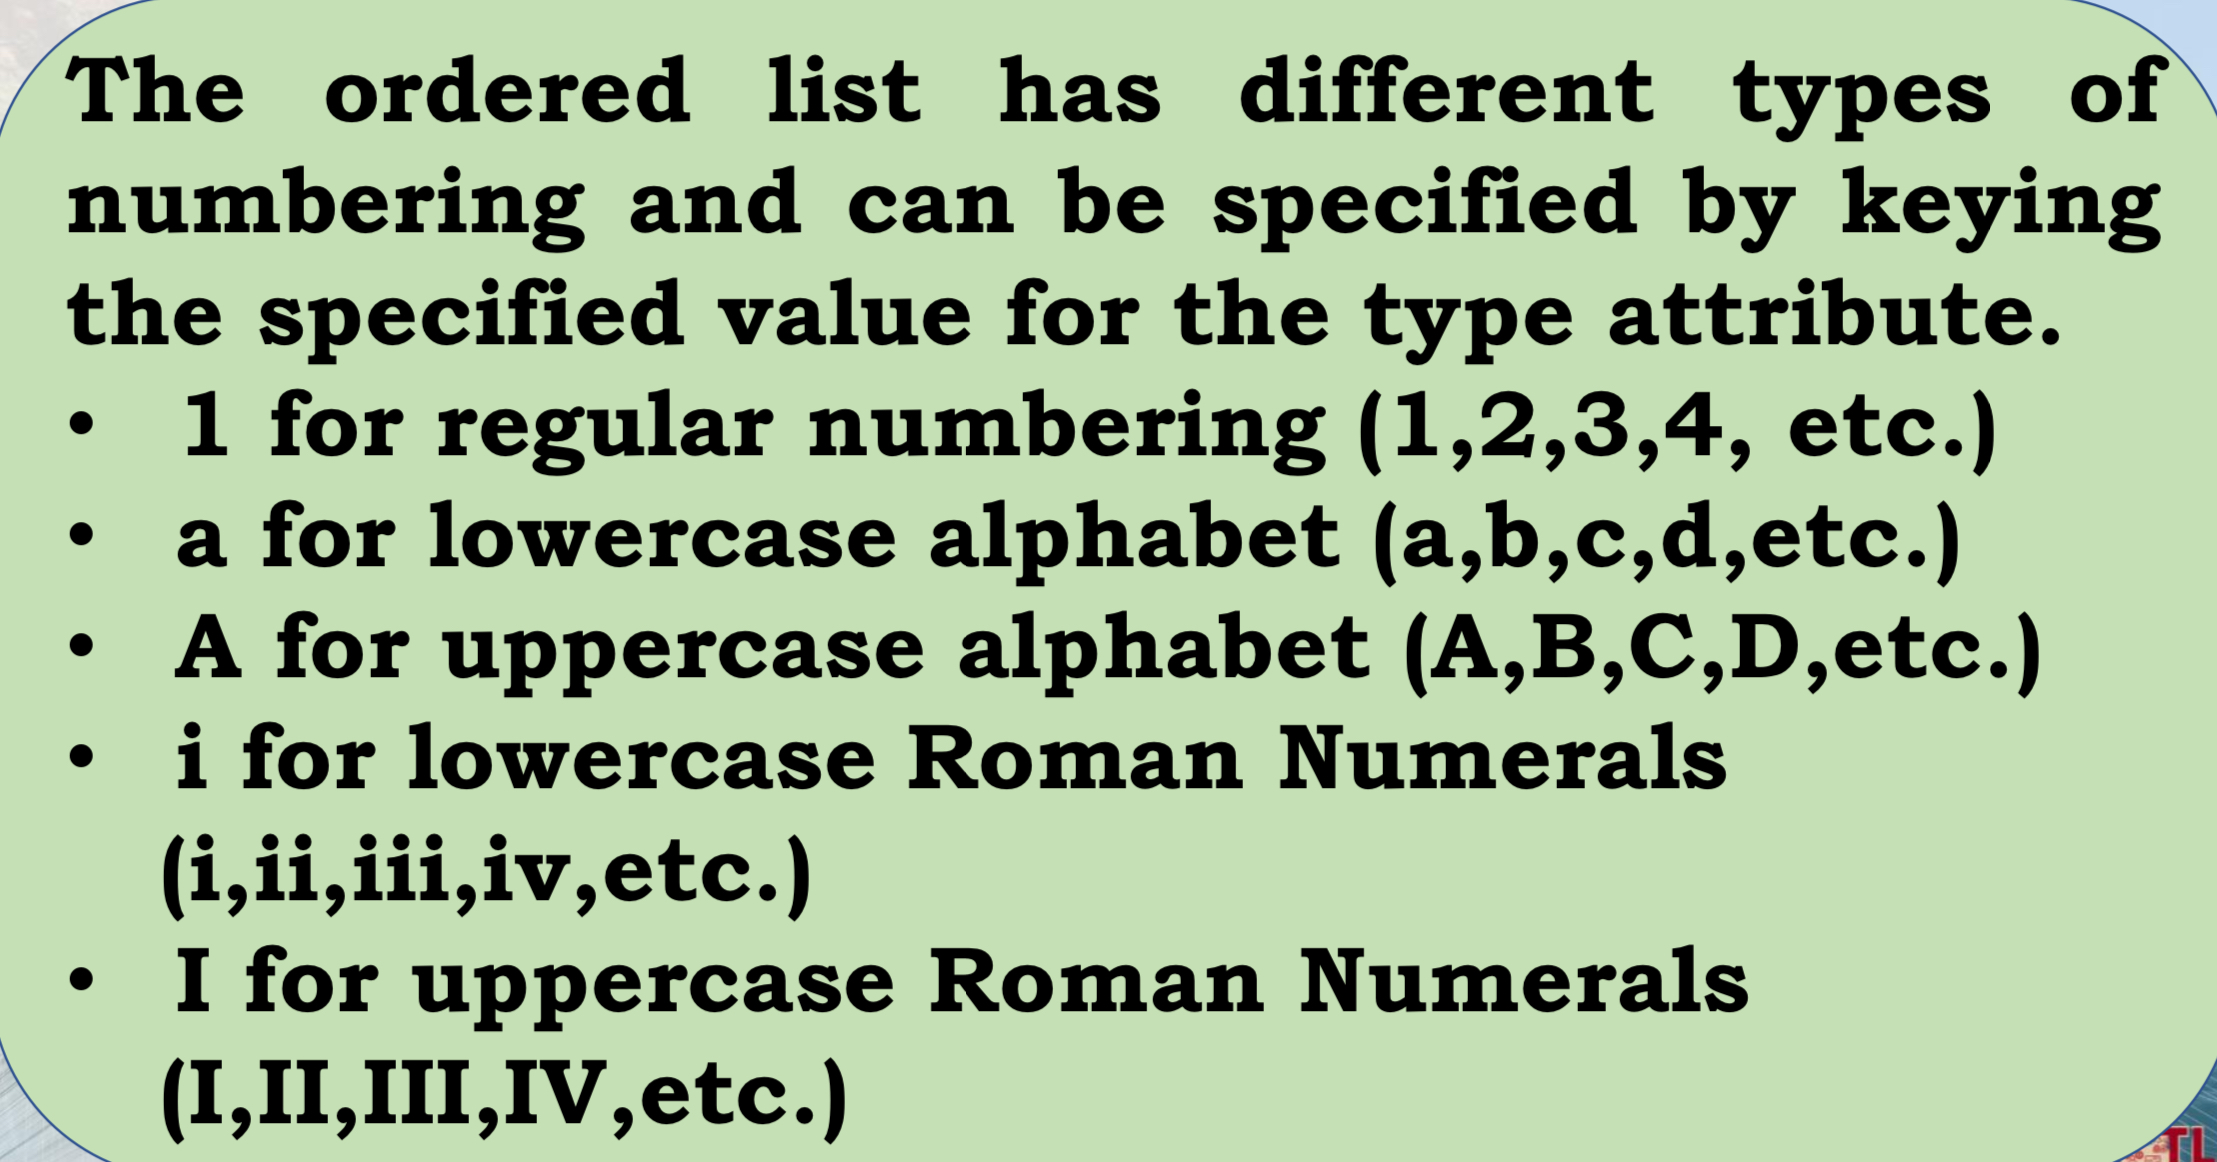 The ordered list has different types of
numbering and can be specified by keying
the specified value for the type attribute.
• 1 for regular numbering (1,2,3,4, etc.)
• a for lowercase alphabet (a,b,c,d,etc.)
• A for uppercase alphabet (A,B,C,D,etc.)
• i for lowercase Roman Numerals
(i,ii,iii,iv,etc.)
• I for uppercase Roman Numerals
(I,II,III,IV,etc.)